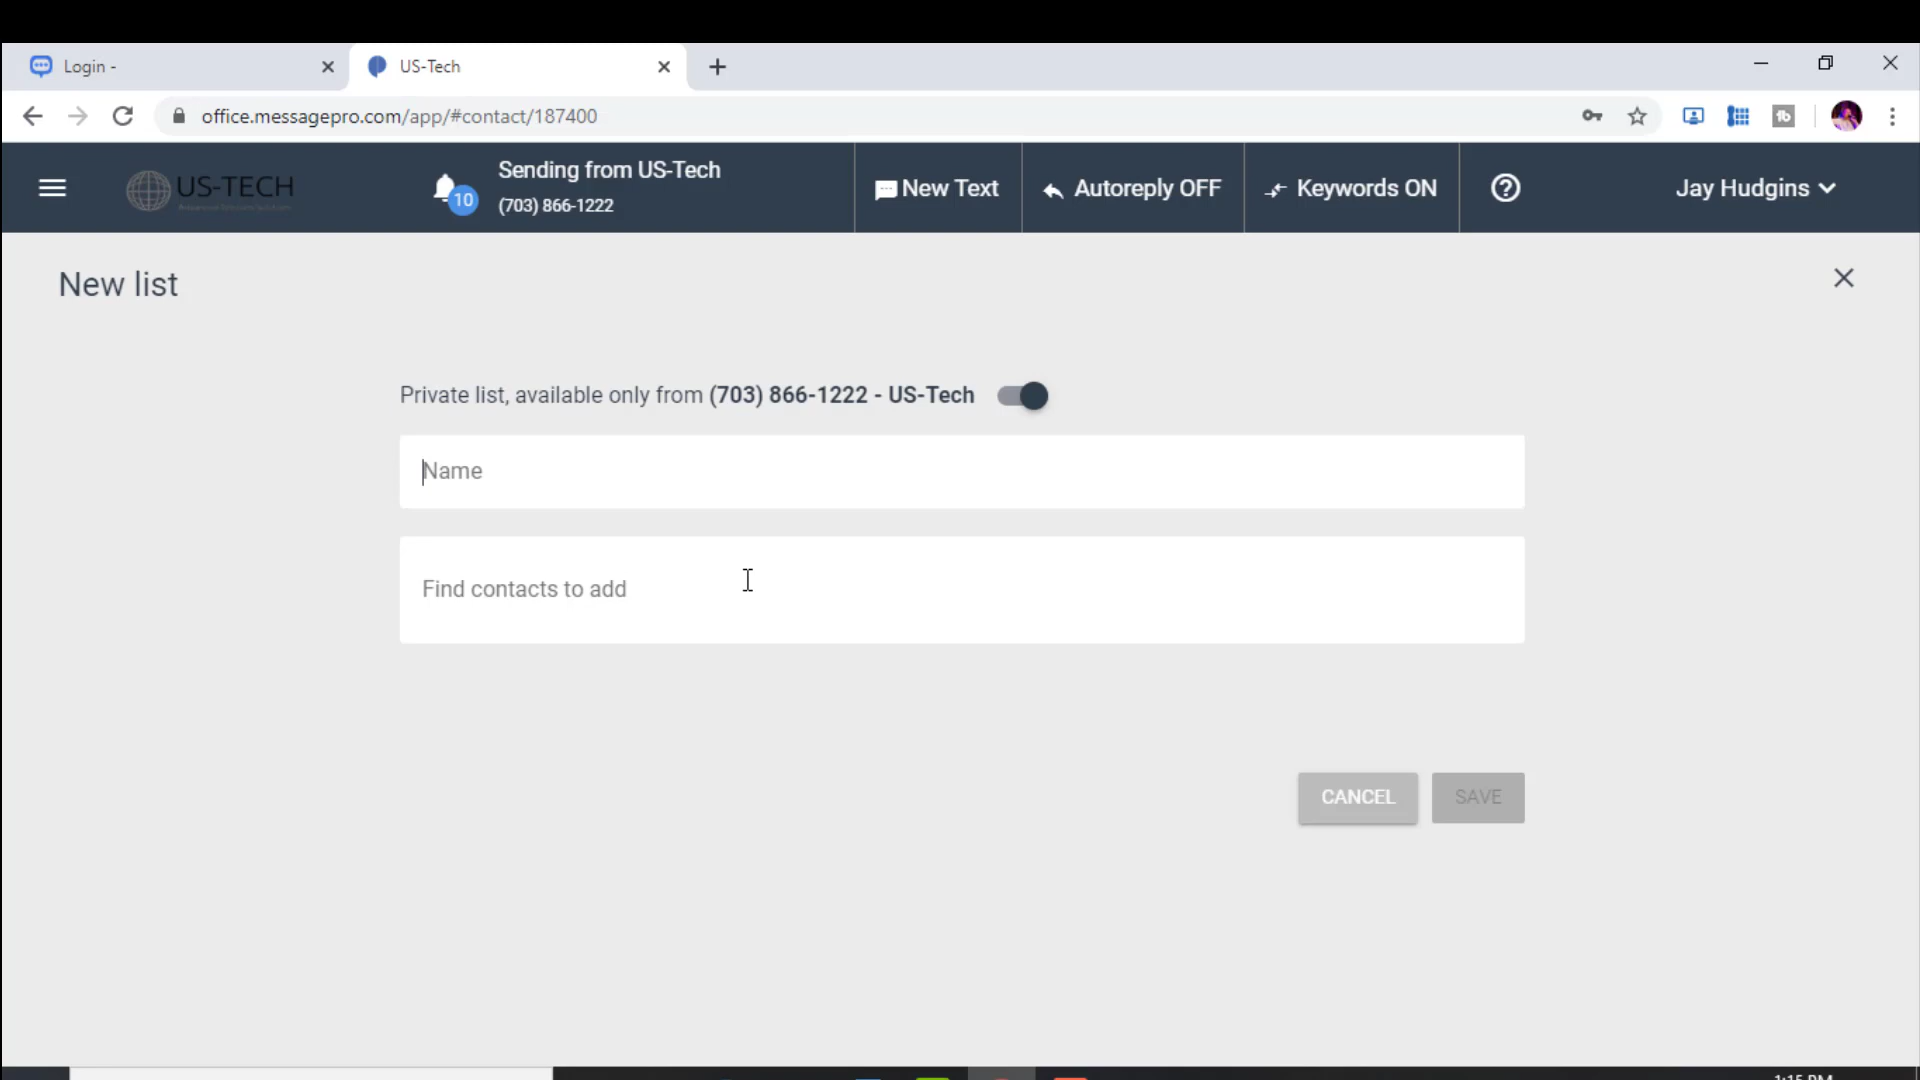 Login -
US-Tech
office.messagepro.com/app/#contact/187400
US-TECH
10
Sending from US-Tech
(703) 866-1222
New Text
Autoreply OFF
Keywords ON
Jay Hudgins
New list
Private list, available only from (703) 866-1222 - US-Tech
Name
Find contacts to add
CANCEL
SAVE